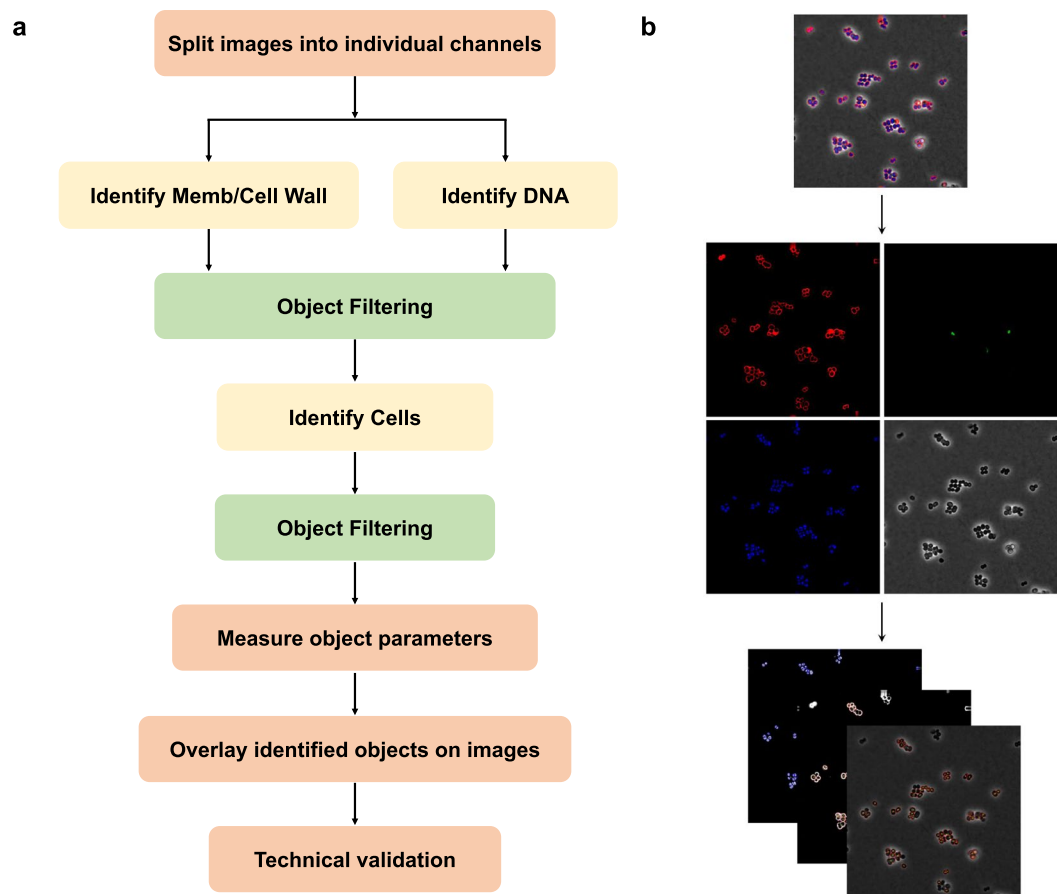 a
Split images into individual channels
Identify Memb/Cell Wall
Identify DNA
Object Filtering
Identify Cells
Object Filtering
Measure object parameters
Overlay identified objects on images
Technical validation
b